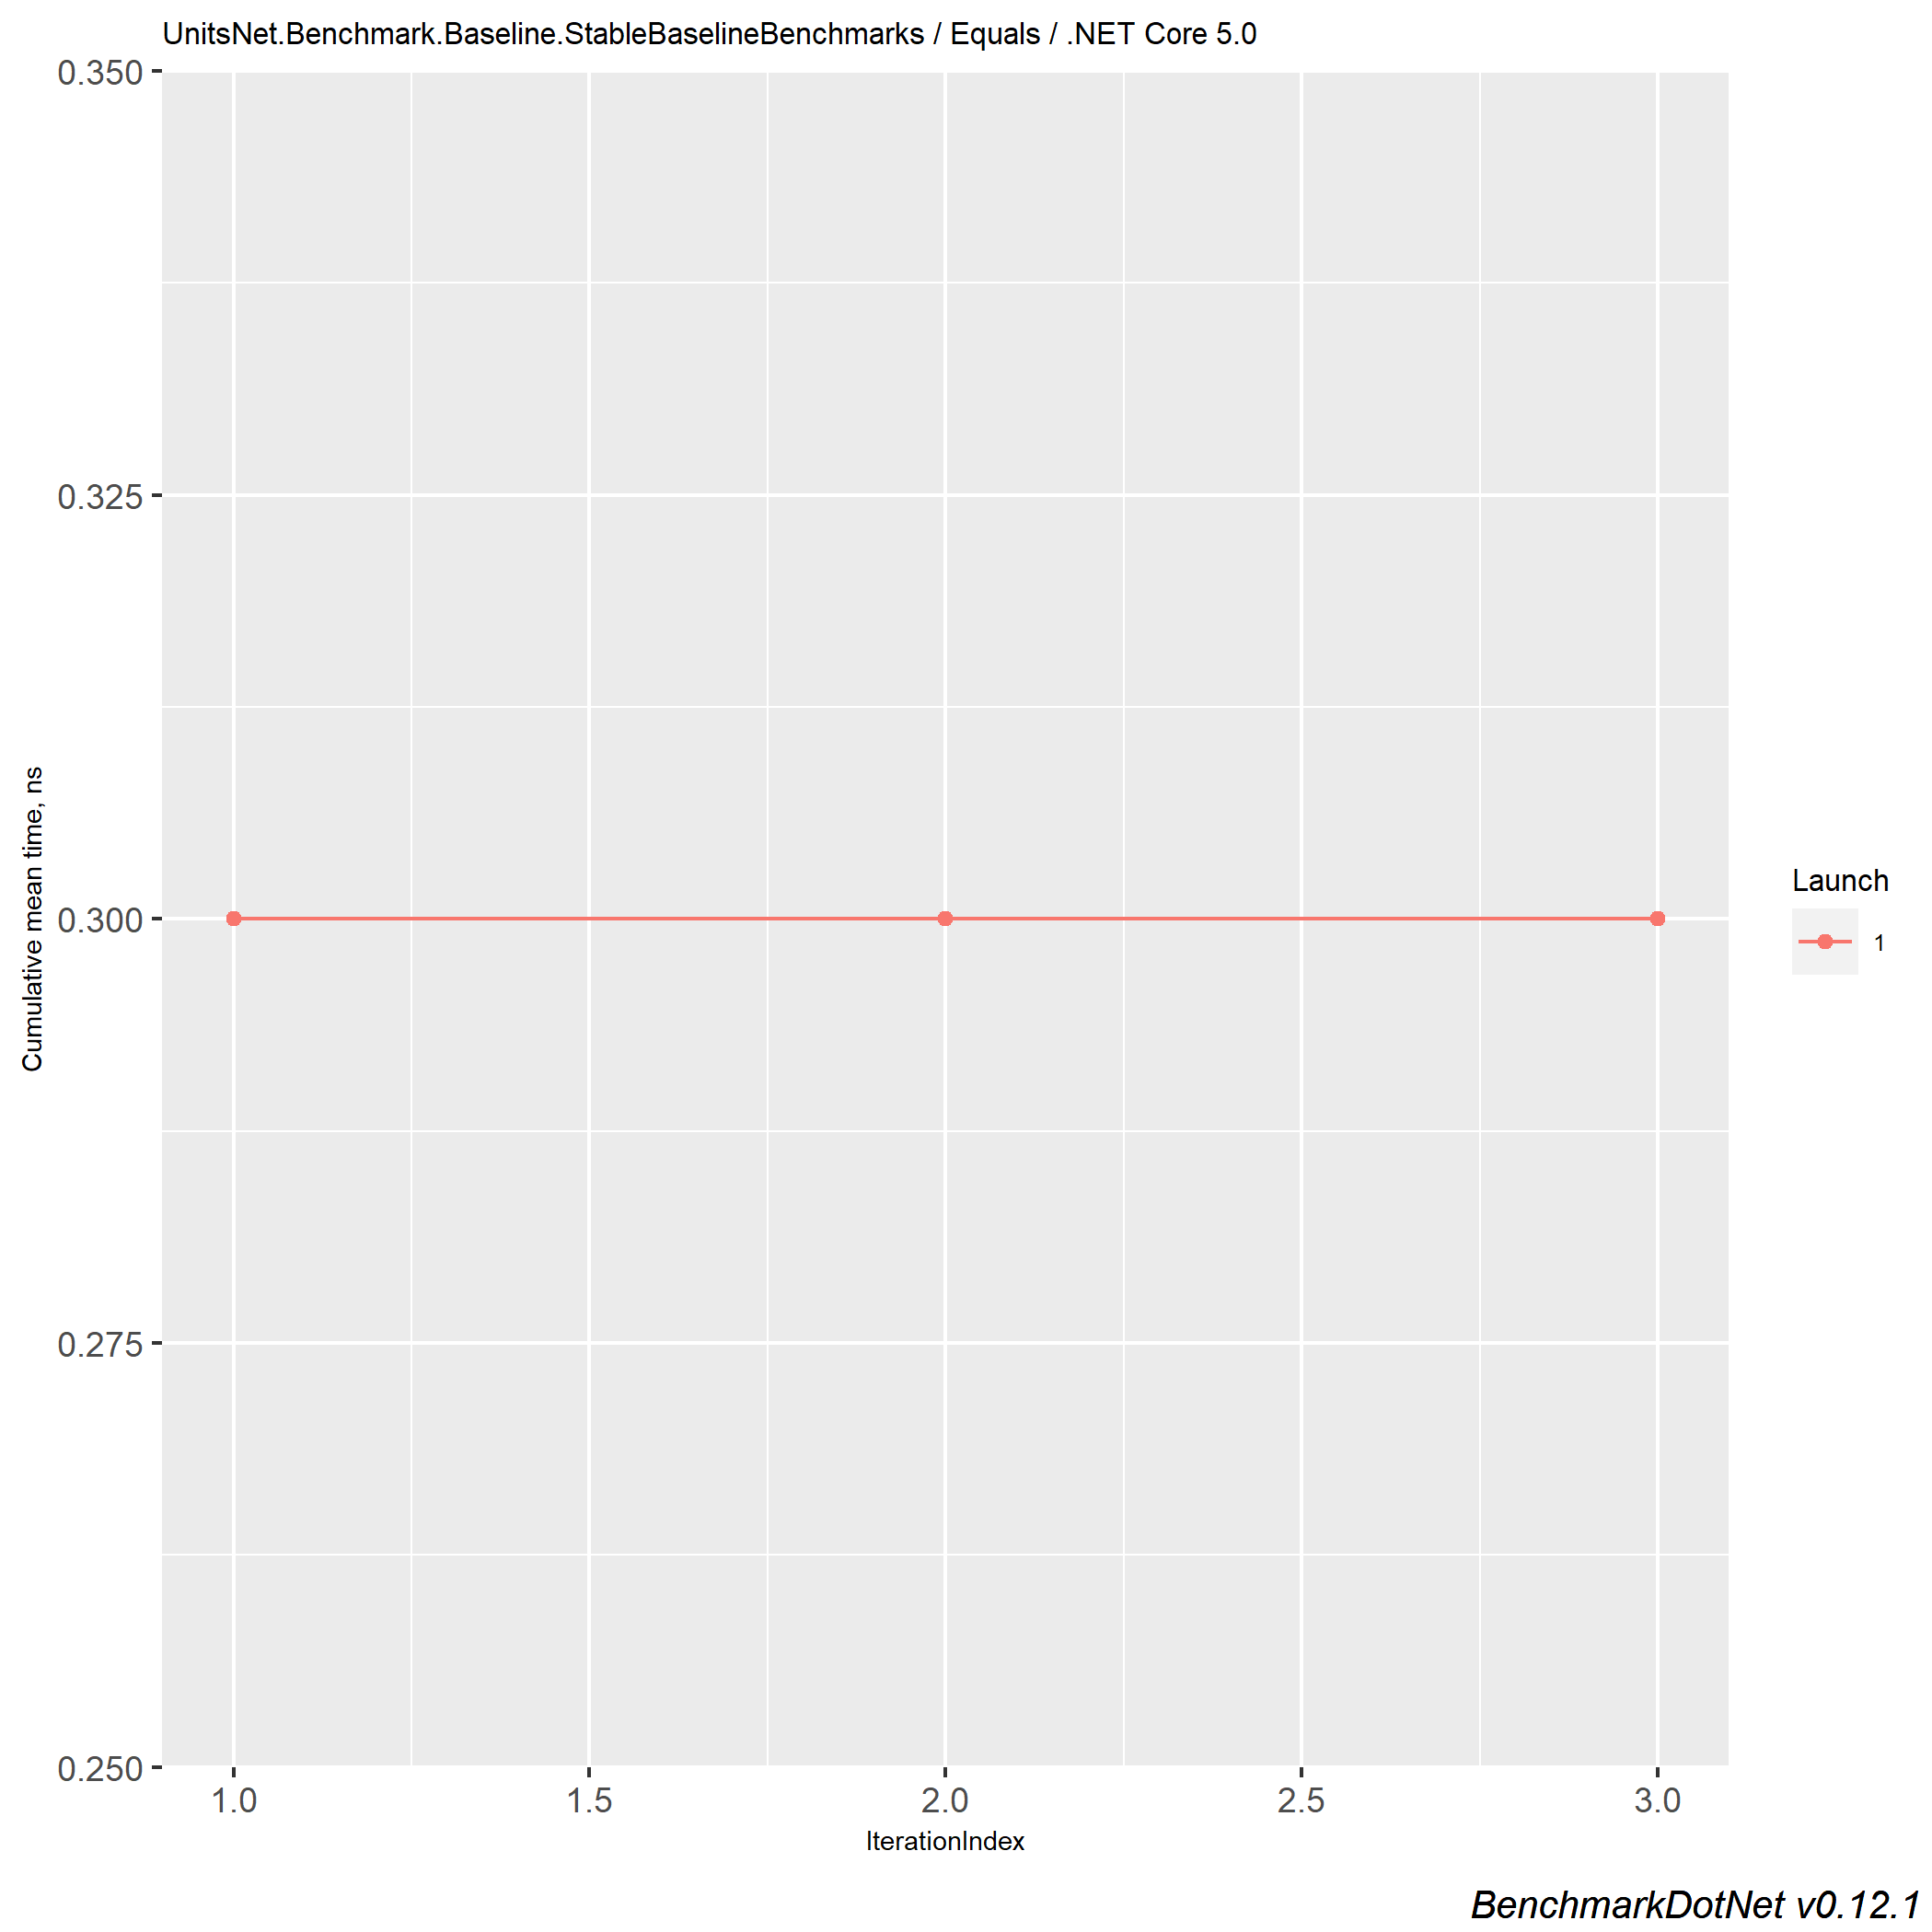 UnitsNet.Benchmark.Baseline.StableBaselineBenchmarks / Equals / .NET Core 5.0
0.350
0.325
0.300
0.275
0.250
Cumulative mean time, ns
1.0
1.5
2.0
2.5
3.0
IterationIndex
Launch
1
BenchmarkDotNet v0.12.1